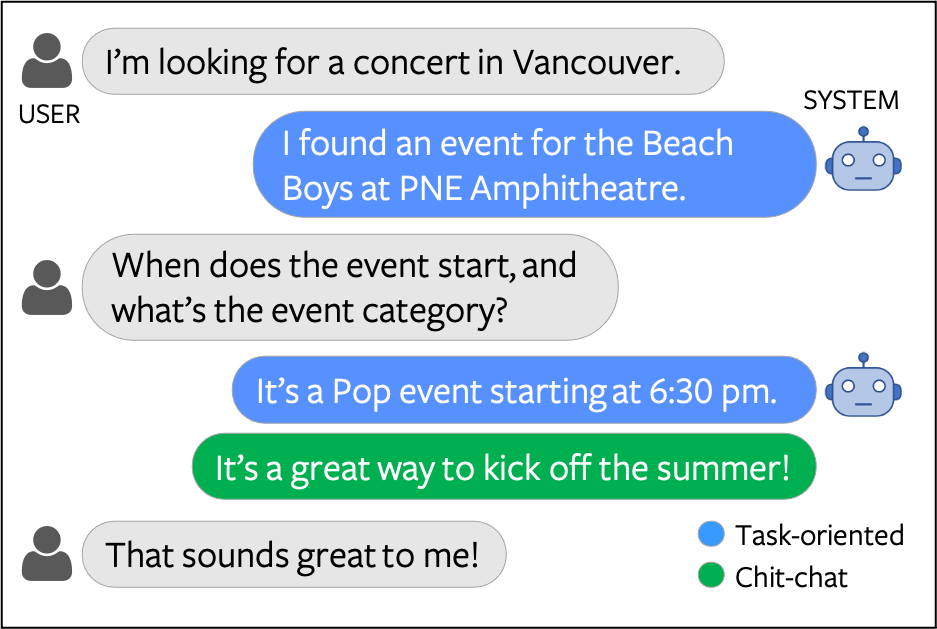 I’m looking for a concert in Vancouver.
USER
SYSTEM
I found an event for the Beach
Boys at PNE Amphitheatre.
When does the event start, and
what’s the event category?
It’s a Pop event starting at 6:30 pm.
It’s a great way to kick off the summer!
That sounds great to me!
Task-oriented
Chit-chat